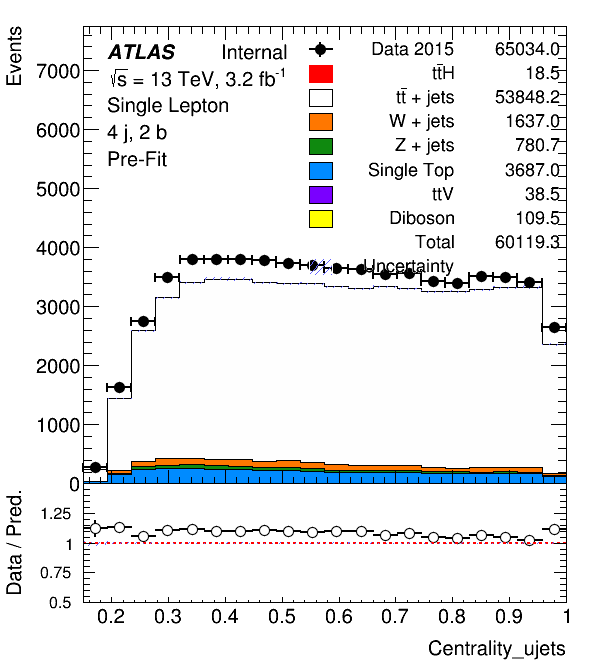 Events
ATLAS Internal
√s = 13 TeV, 3.2 fb⁻¹
Single Lepton
4 j, 2 b
Pre-Fit
Data 2015 65034.0
tt̄H 18.5
tt̄ + jets 53848.2
W + jets 1637.0
Z + jets 780.7
Single Top 3687.0
ttV 38.5
Diboson 109.5
Total 60119.3
Uncertainty
7000
6000
5000
4000
3000
2000
1000
0
Data / Pred.
1.25
1
0.75
0.5
0.2 0.3 0.4 0.5 0.6 0.7 0.8 0.9 1
Centrality_ujets